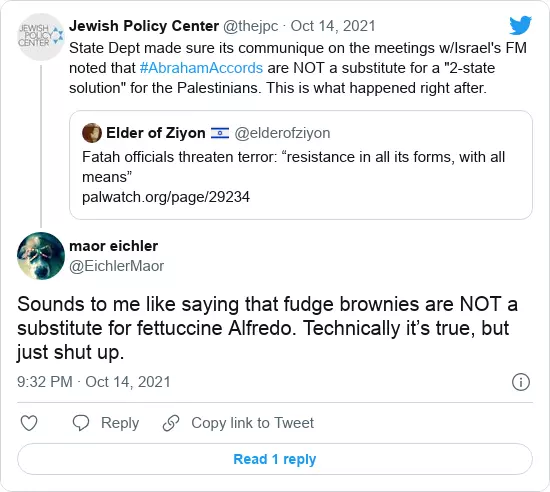 JEWISH
POLICY
CENTER
Jewish Policy Center @thejpc · Oct 14, 2021
State Dept made sure its communique on the meetings w/Israel's FM
noted that #AbrahamAccords are NOT a substitute for a "2-state
solution" for the Palestinians. This is what happened right after.
Elder of Ziyon 🇮🇱 @elderofziyon
Fatah officials threaten terror: “resistance in all its forms, with all
means”
palwatch.org/page/29234
maor eichler
@EichlerMaor
Sounds to me like saying that fudge brownies are NOT a
substitute for fettuccine Alfredo. Technically it’s true, but
just shut up.
9:32 PM · Oct 14, 2021
Reply
Copy link to Tweet
Read 1 reply